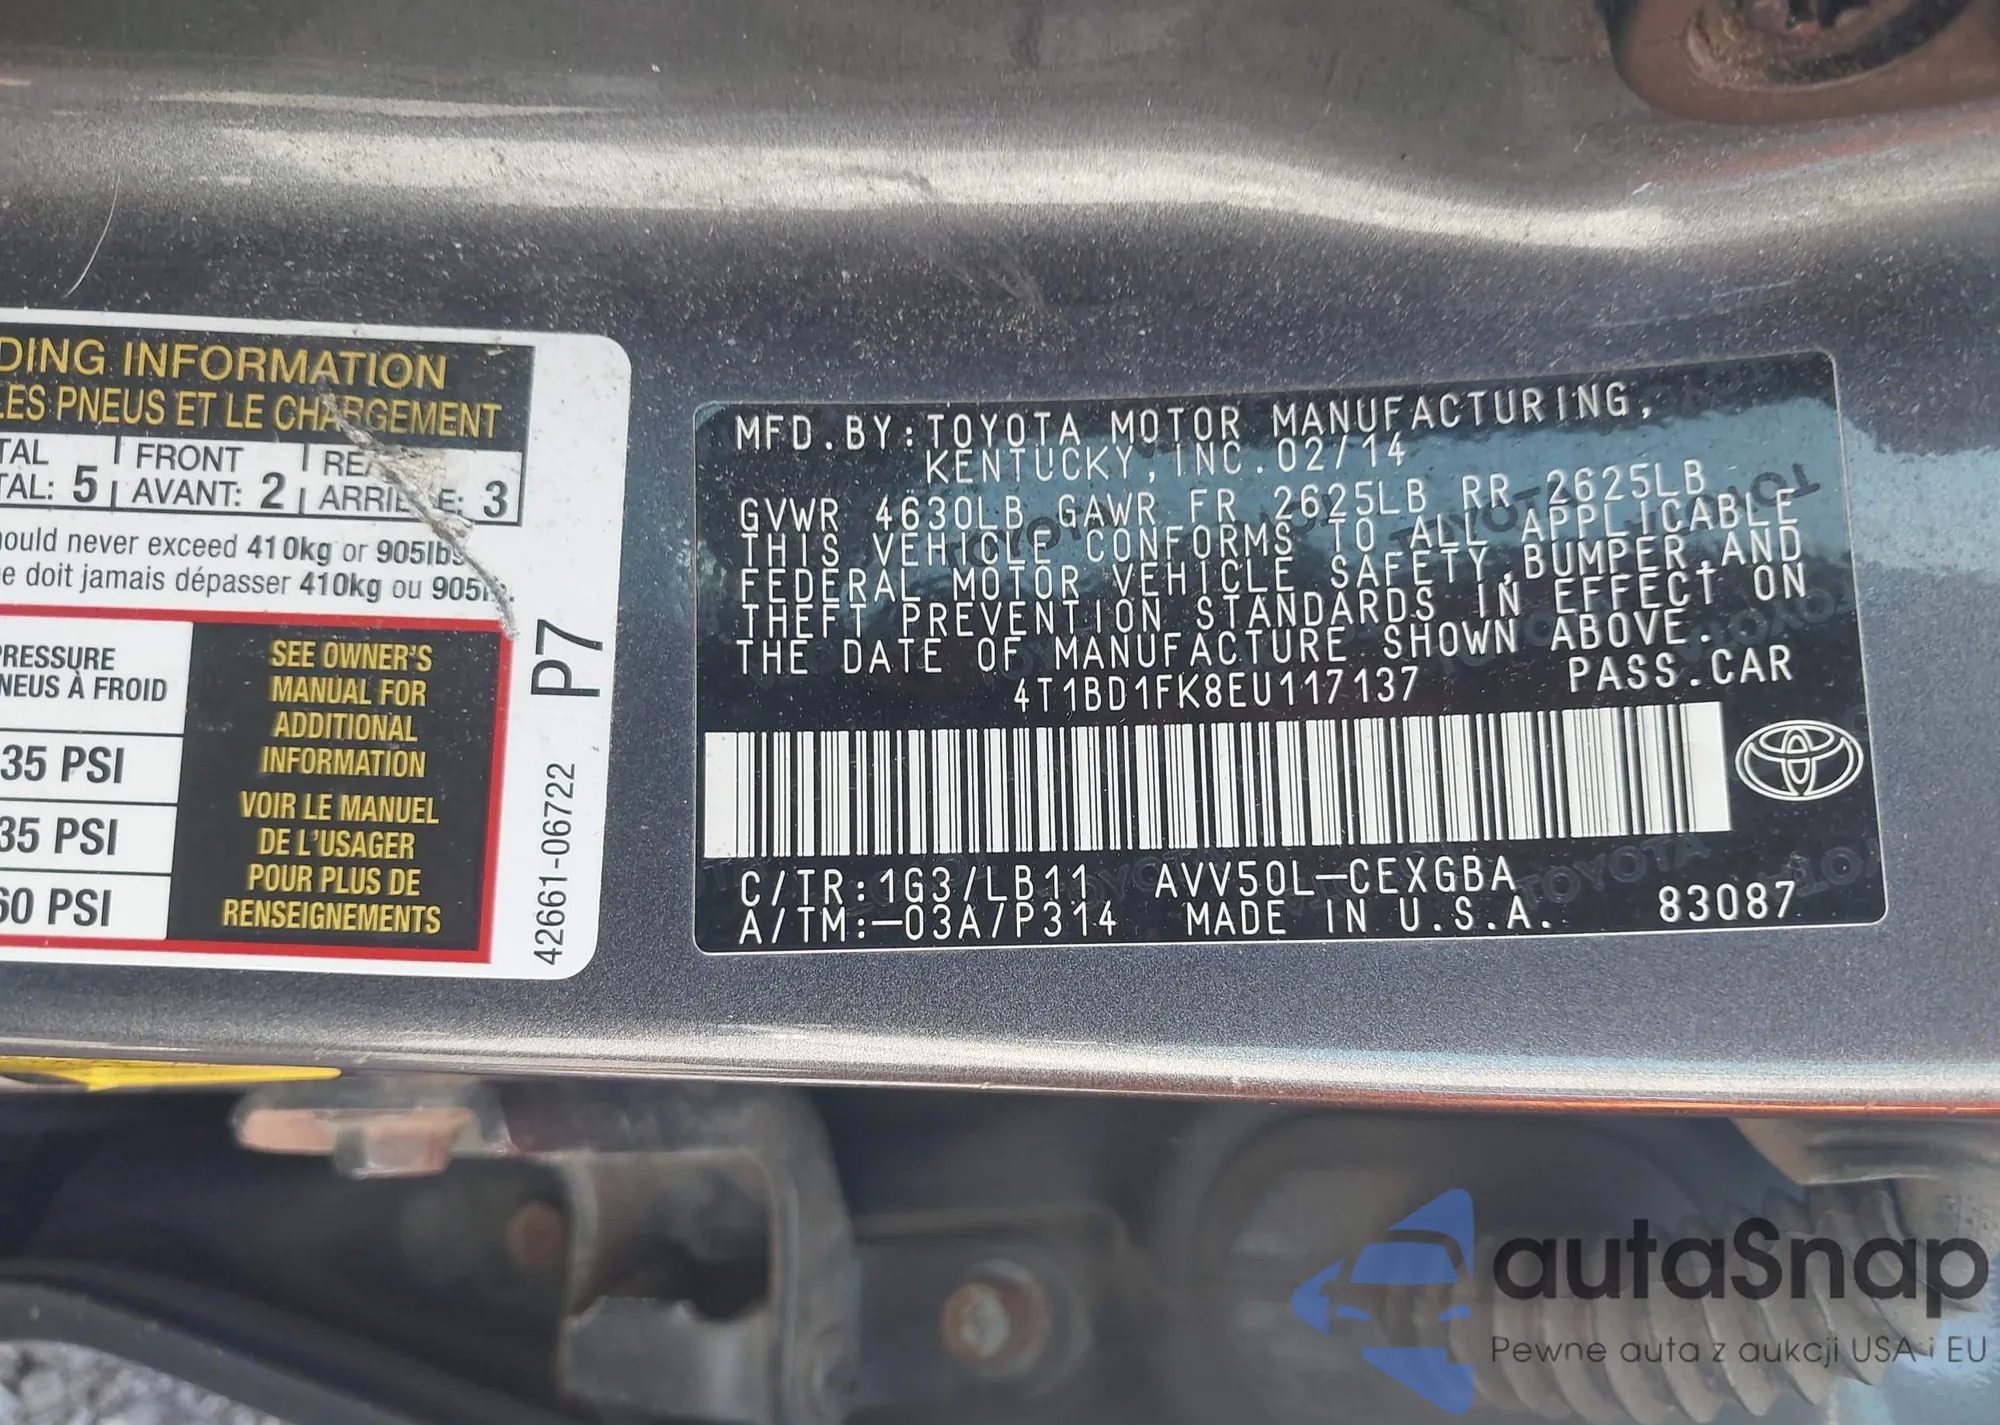 DING INFORMATION
LES PNEUS ET LE CHARGEMENT
TAL FRONT REA
TAL: 5 AVANT: 2 ARRIE E: 3
ould never exceed 410kg or 905lbs
e doit jamais dépasser 410kg ou 905
PRESSURE
NEUS À FROID
35 PSI
35 PSI
60 PSI
SEE OWNER'S
MANUAL FOR
ADDITIONAL
INFORMATION
VOIR LE MANUEL
DE L'USAGER
POUR PLUS DE
RENSEIGNEMENTS
P7
42661-06722
MFD.BY:TOYOTA MOTOR MANUFACTURING,
KENTUCKY,INC.02/14
GVWR 4630LB GAWR FR 2625LB RR 2625LB
THIS VEHICLE CONFORMS TO ALL APPLICABLE
FEDERAL MOTOR VEHICLE SAFETY,BUMPER,AND
THEFT PREVENTION STANDARDS IN EFFECT ON
THE DATE OF MANUFACTURE SHOWN ABOVE.
4T1BD1FK8EU117137 PASS.CAR
C/TR:1G3/LB11 AVV50L-CEXGBA
A/TM:-03A/P314 MADE IN U.S.A. 83087
autoSnap
Pewne auta z aukcji USA i EU